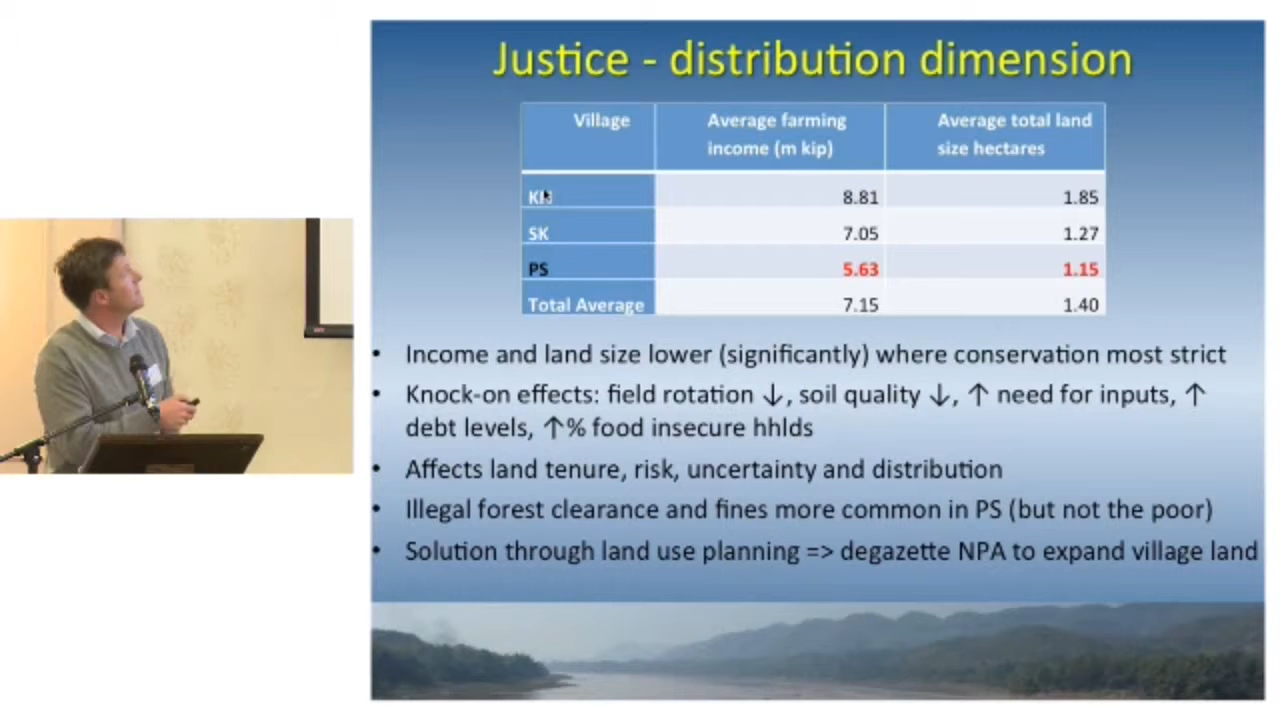 Justice - distribution dimension
Village Average farming income (m kip) Average total land size hectares
8.81 1.85
SK 7.05 1.27
PS 5.63 1.15
Total Average 7.15 1.40
• Income and land size lower (significantly) where conservation most strict
• Knock-on effects: field rotation ↓, soil quality ↓, ↑ need for inputs, ↑
debt levels, ↑% food insecure hhlds
• Affects land tenure, risk, uncertainty and distribution
• Illegal forest clearance and fines more common in PS (but not the poor)
• Solution through land use planning => degazette NPA to expand village land